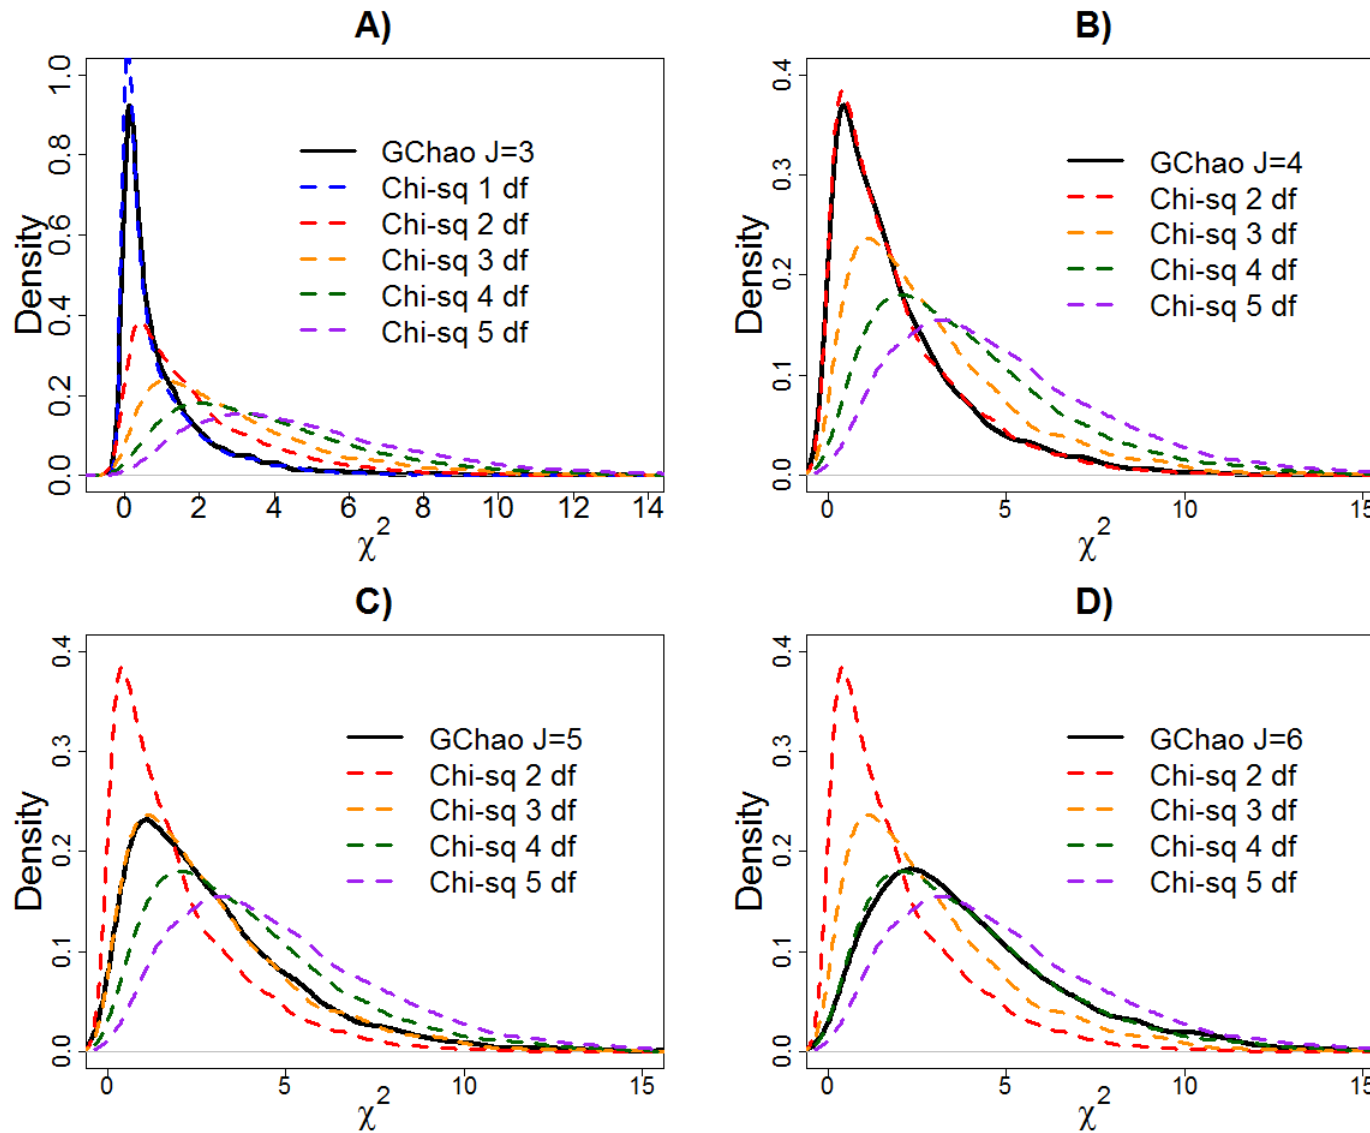 A)
Density
1.0
0.8
0.6
0.4
0.2
0.0
GChao J=3
Chi-sq 1 df
Chi-sq 2 df
Chi-sq 3 df
Chi-sq 4 df
Chi-sq 5 df
0 2 4 6 8 10 12 14
χ²
B)
Density
0.4
0.3
0.2
0.1
0.0
GChao J=4
Chi-sq 2 df
Chi-sq 3 df
Chi-sq 4 df
Chi-sq 5 df
0 5 10 15
χ²
C)
Density
0.4
0.3
0.2
0.1
0.0
GChao J=5
Chi-sq 2 df
Chi-sq 3 df
Chi-sq 4 df
Chi-sq 5 df
0 5 10 15
χ²
D)
Density
0.4
0.3
0.2
0.1
0.0
GChao J=6
Chi-sq 2 df
Chi-sq 3 df
Chi-sq 4 df
Chi-sq 5 df
0 5 10 15
χ²